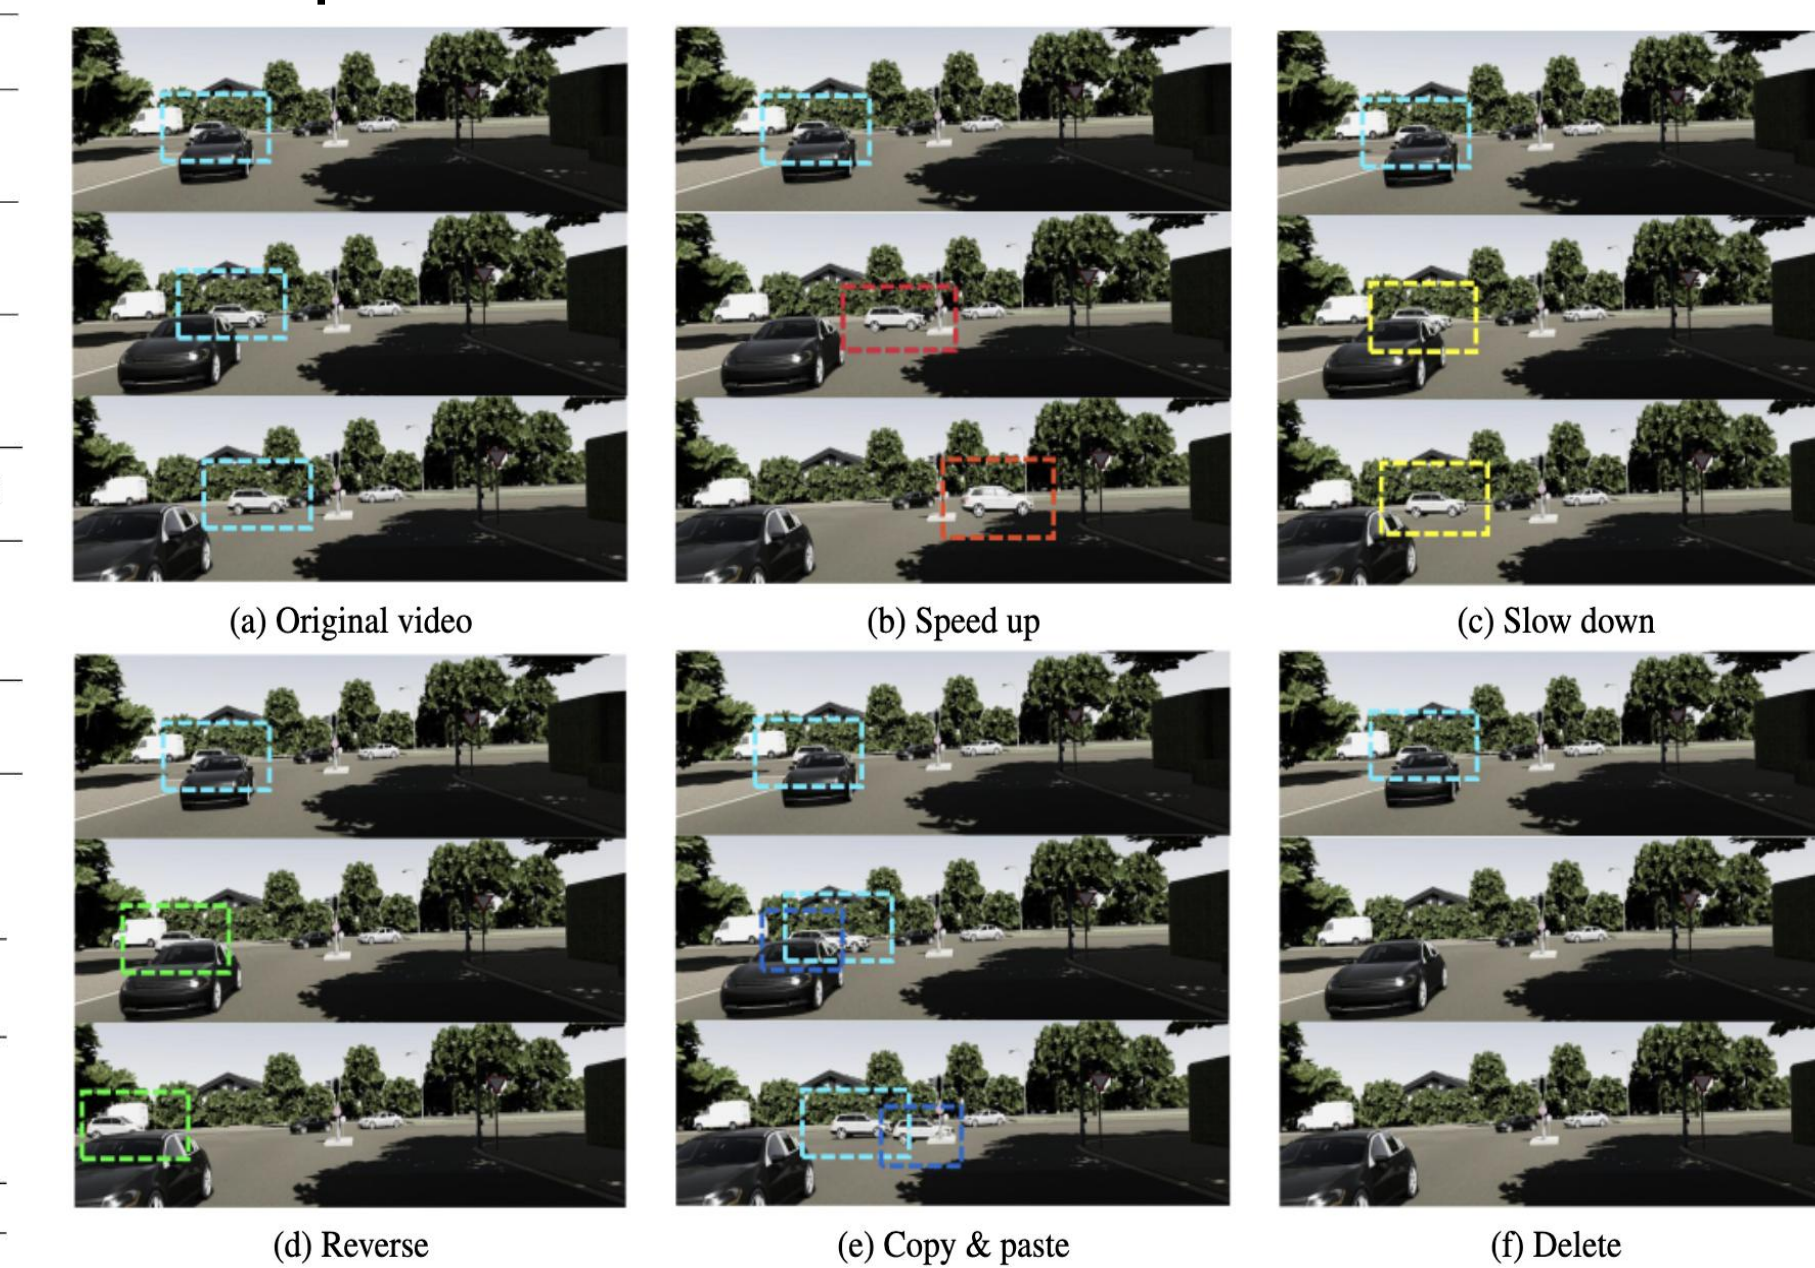 (a) Original video
(b) Speed up
(c) Slow down
(d) Reverse
(e) Copy & paste
(f) Delete